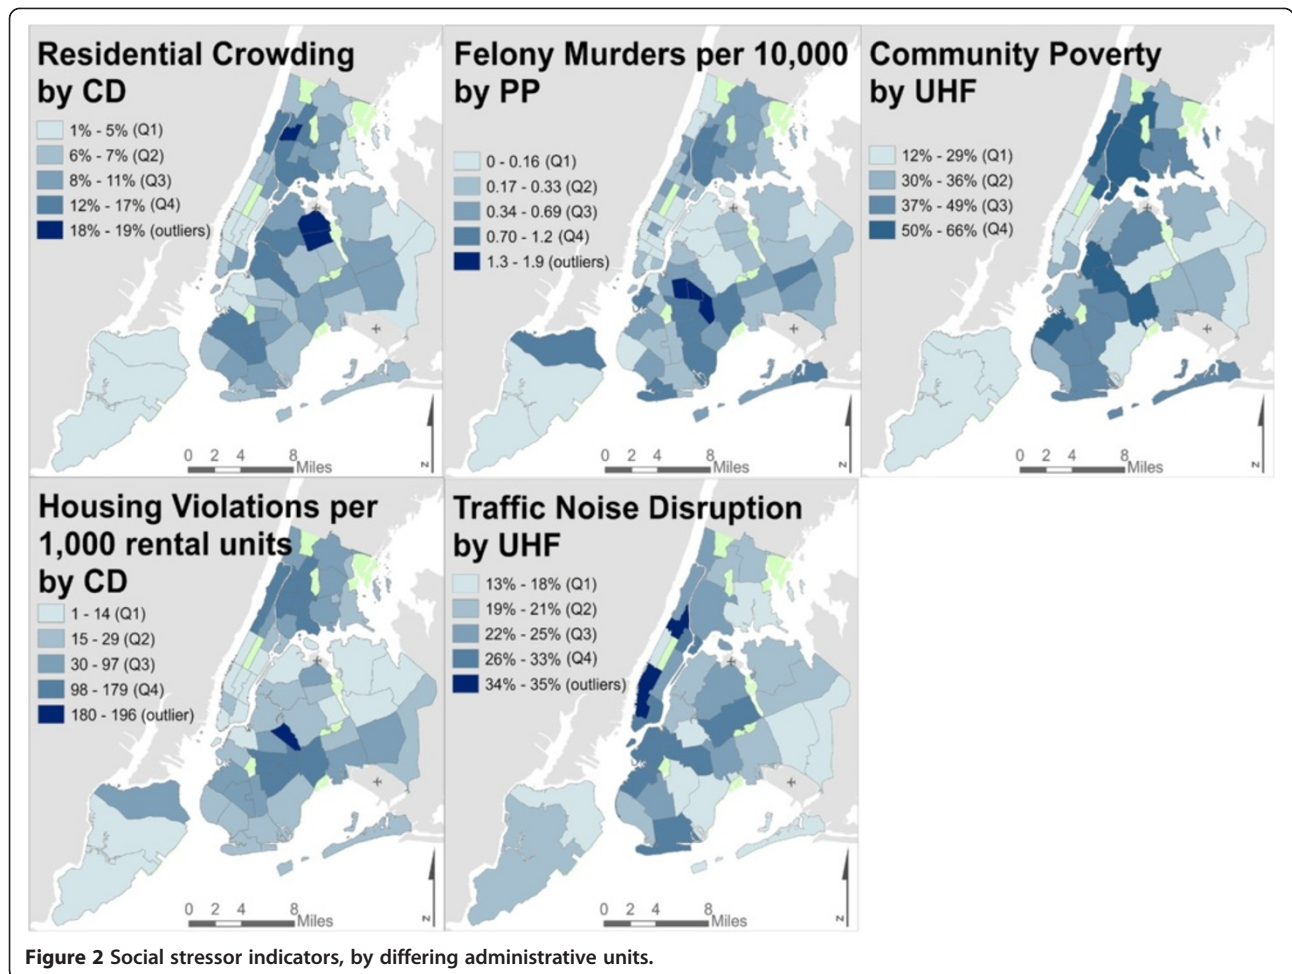 Residential Crowding
by CD
1% - 5% (Q1)
6% - 7% (Q2)
8% - 11% (Q3)
12% - 17% (Q4)
18% - 19% (outliers)
0 2 4 8
Miles
N
Felony Murders per 10,000
by PP
0 - 0.16 (Q1)
0.17 - 0.33 (Q2)
0.34 - 0.69 (Q3)
0.70 - 1.2 (Q4)
1.3 - 1.9 (outliers)
0 2 4 8
Miles
N
Community Poverty
by UHF
12% - 29% (Q1)
30% - 36% (Q2)
37% - 49% (Q3)
50% - 66% (Q4)
0 2 4 8
Miles
N
Housing Violations per
1,000 rental units
by CD
1 - 14 (Q1)
15 - 29 (Q2)
30 - 97 (Q3)
98 - 179 (Q4)
180 - 196 (outlier)
0 2 4 8
Miles
N
Traffic Noise Disruption
by UHF
13% - 18% (Q1)
19% - 21% (Q2)
22% - 25% (Q3)
26% - 33% (Q4)
34% - 35% (outliers)
0 2 4 8
Miles
N
Figure 2 Social stressor indicators, by differing administrative units.